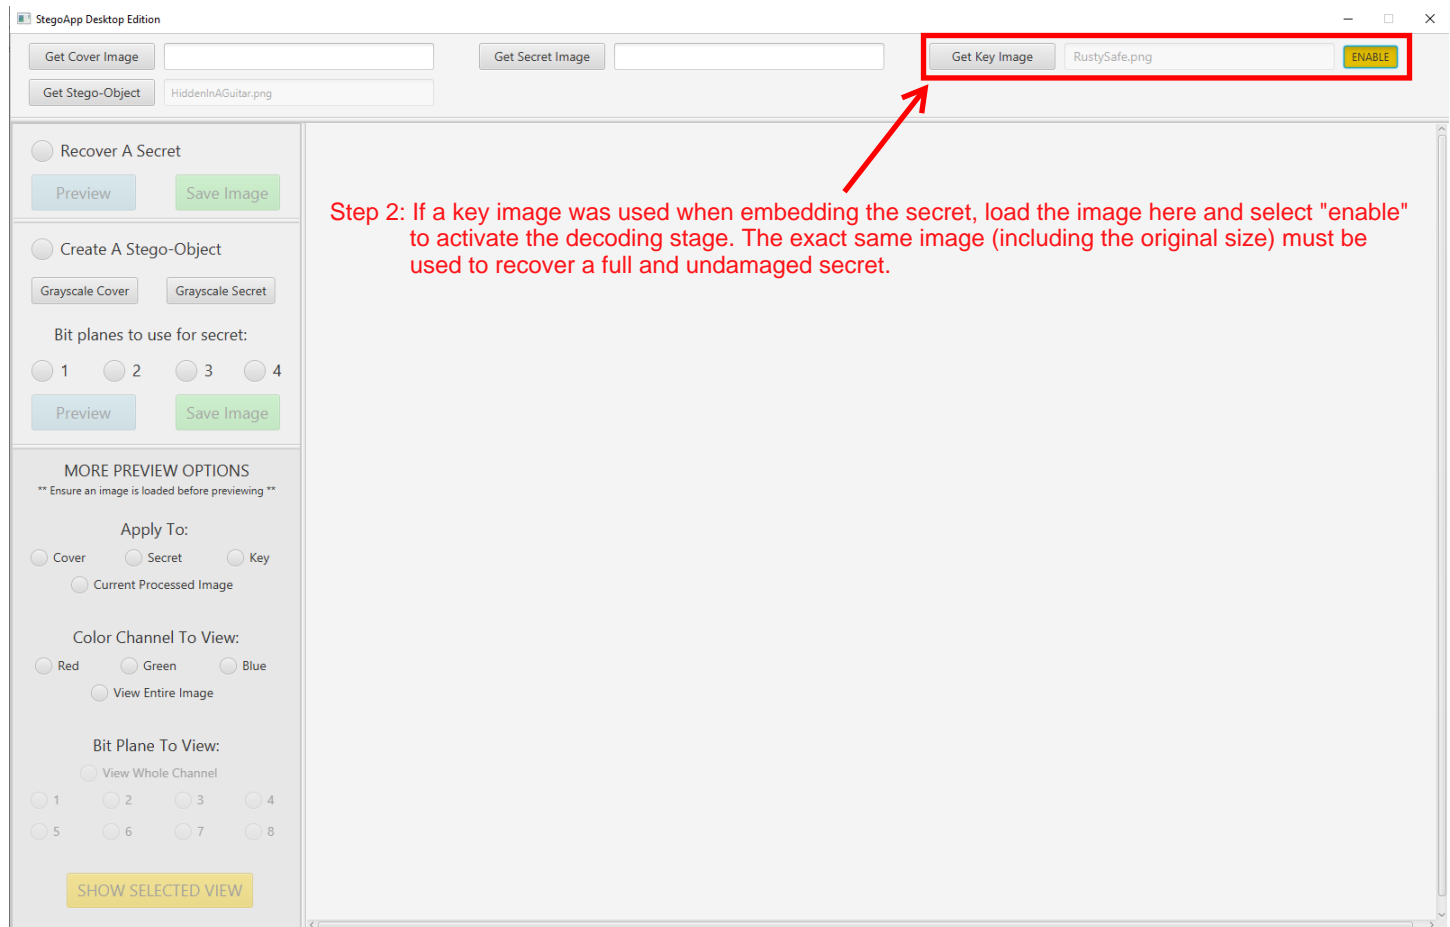 StegoApp Desktop Edition
Get Cover Image
Get Secret Image
Get Key Image
RustySafe.png
ENABLE
Get Stego-Object
HiddenInAGuitar.png
Recover A Secret
Preview
Save Image
Step 2: If a key image was used when embedding the secret, load the image here and select "enable"
to activate the decoding stage. The exact same image (including the original size) must be
used to recover a full and undamaged secret.
Create A Stego-Object
Grayscale Cover
Grayscale Secret
Bit planes to use for secret:
1 2 3 4
Preview
Save Image
MORE PREVIEW OPTIONS
** Ensure an image is loaded before previewing **
Apply To:
Cover Secret Key
Current Processed Image
Color Channel To View:
Red Green Blue
View Entire Image
Bit Plane To View:
View Whole Channel
1 2 3 4
5 6 7 8
SHOW SELECTED VIEW